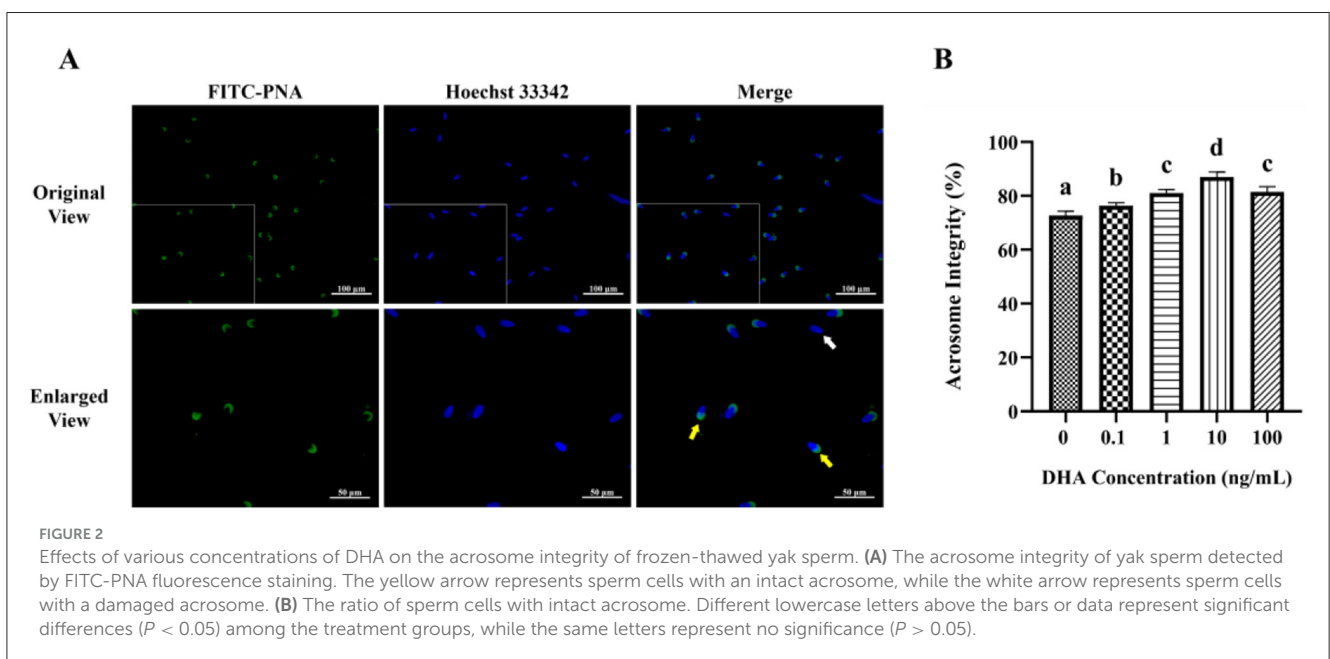 A
FITC-PNA Hoechst 33342 Merge
Original
View
100 µm 100 µm 100 µm
Enlarged
View
50 µm 50 µm 50 µm
B
Acrosome Integrity (%)
100
80
60
40
20
0
a b c d c
0 0.1 1 10 100
DHA Concentration (ng/mL)
FIGURE 2
Effects of various concentrations of DHA on the acrosome integrity of frozen-thawed yak sperm. (A) The acrosome integrity of yak sperm detected
by FITC-PNA fluorescence staining. The yellow arrow represents sperm cells with an intact acrosome, while the white arrow represents sperm cells
with a damaged acrosome. (B) The ratio of sperm cells with intact acrosome. Different lowercase letters above the bars or data represent significant
differences (P < 0.05) among the treatment groups, while the same letters represent no significance (P > 0.05).